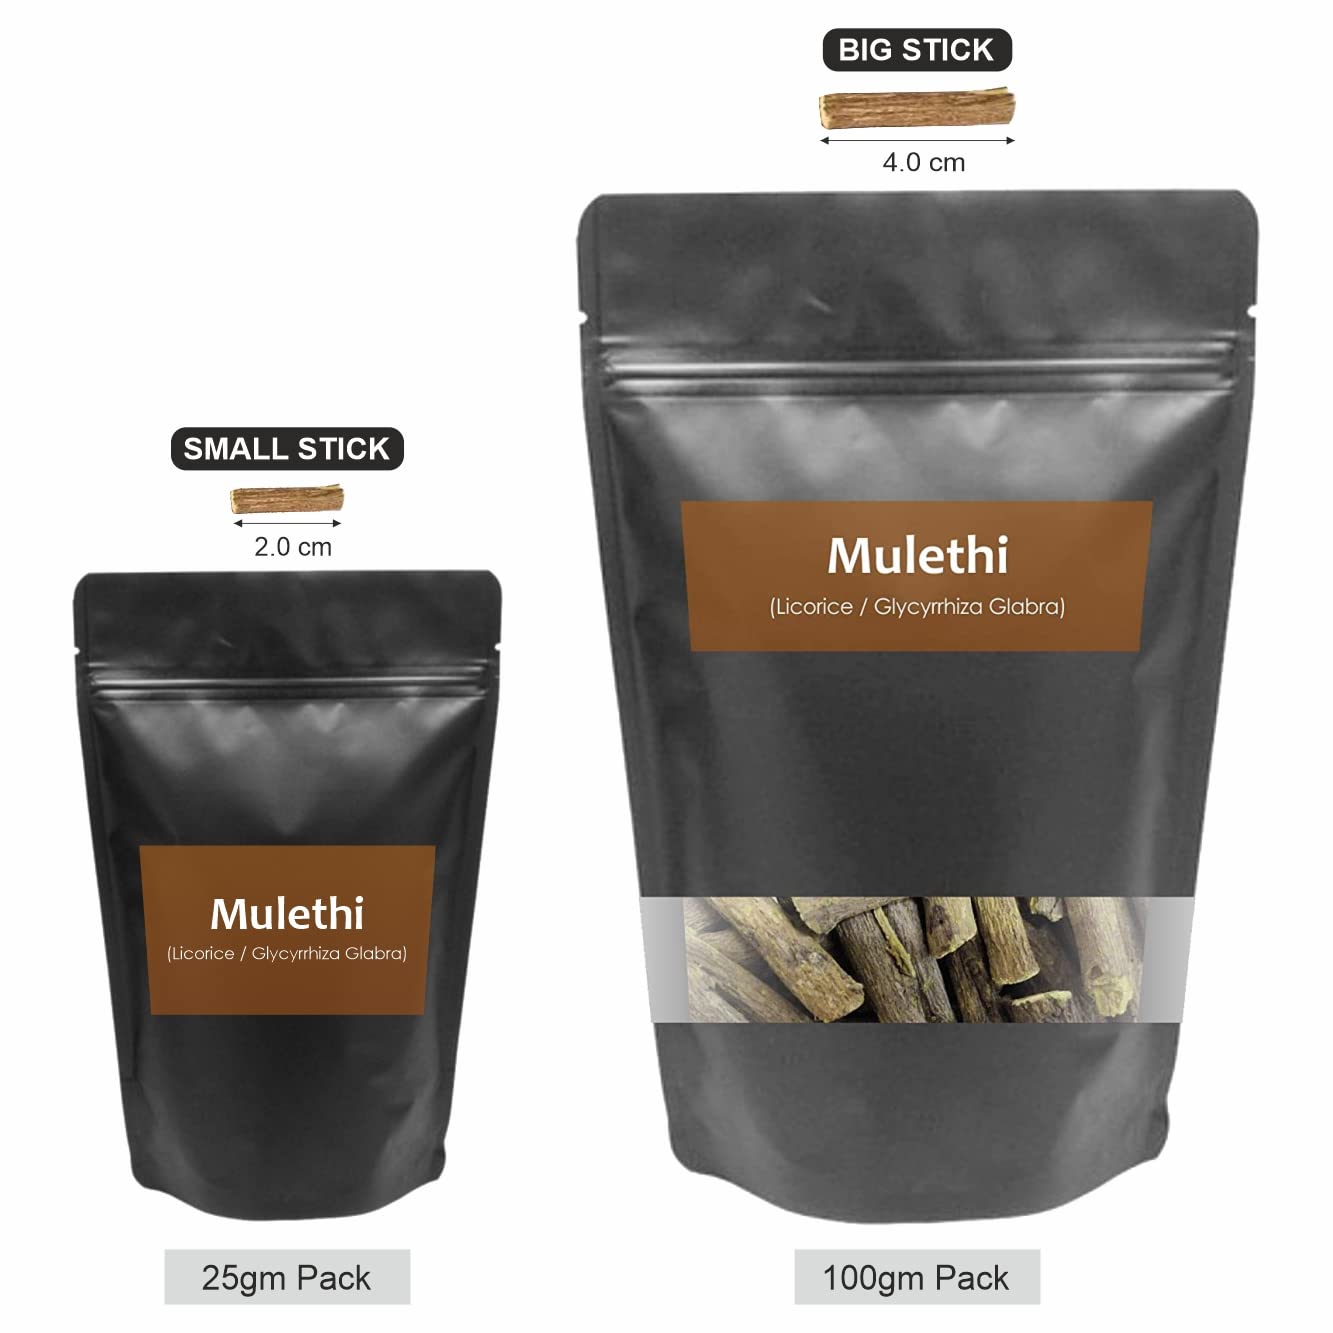 BIG STICK
4.0 cm
SMALL STICK
2.0 cm
Mulethi
(Licorice / Glycyrrhiza Glabra)
Mulethi
(Licorice / Glycyrrhiza Glabra)
25gm Pack
100gm Pack